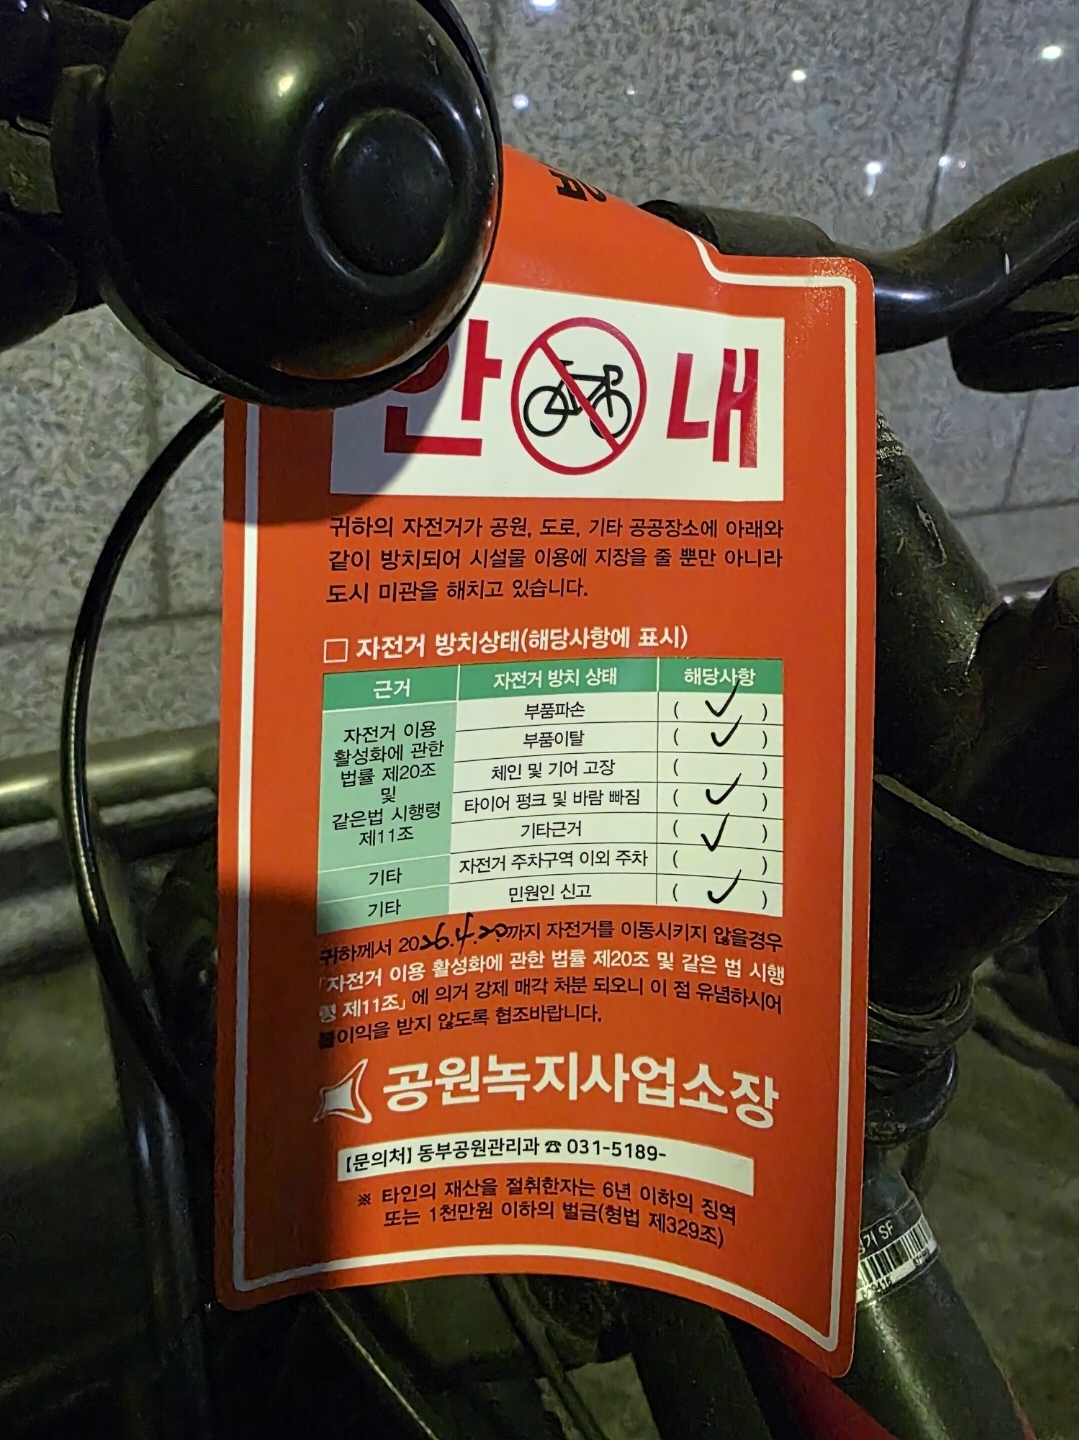 안 내
귀하의 자전거가 공원, 도로, 기타 공공장소에 아래와
같이 방치되어 시설물 이용에 지장을 줄 뿐만 아니라
도시 미관을 해치고 있습니다.
□ 자전거 방치상태(해당사항에 표시)
근거 자전거 방치 상태 해당사항
자전거 이용
활성화에 관한
법률 제20조
및
같은법 시행령
제11조
부품파손 ( ✓ )
부품이탈 ( ✓ )
체인 및 기어 고장 ( )
타이어 펑크 및 바람 빠짐 ( ✓ )
기타근거 ( ✓ )
기타 자전거 주차구역 이외 주차 ( )
기타 민원인 신고 ( ✓ )
귀하께서 2026.4.20까지 자전거를 이동시키지 않을경우
「자전거 이용 활성화에 관한 법률 제20조 및 같은 법 시행
령 제11조」에 의거 강제 매각 처분 되오니 이 점 유념하시어
불이익을 받지 않도록 협조바랍니다.
공원녹지사업소장
【문의처】 동부공원관리과 ☎ 031-5189-
※ 타인의 재산을 절취한자는 6년 이하의 징역
또는 1천만원 이하의 벌금(형법 제329조)
거 SF